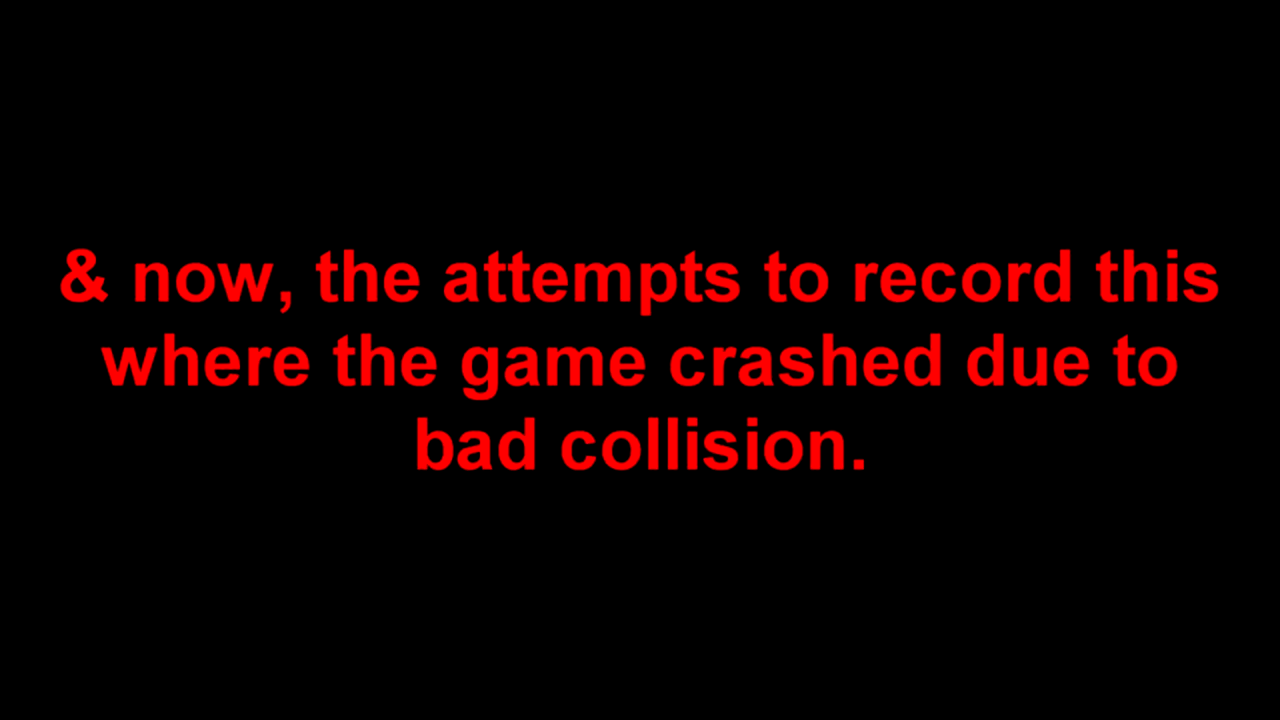 & now, the attempts to record this
where the game crashed due to
bad collision.